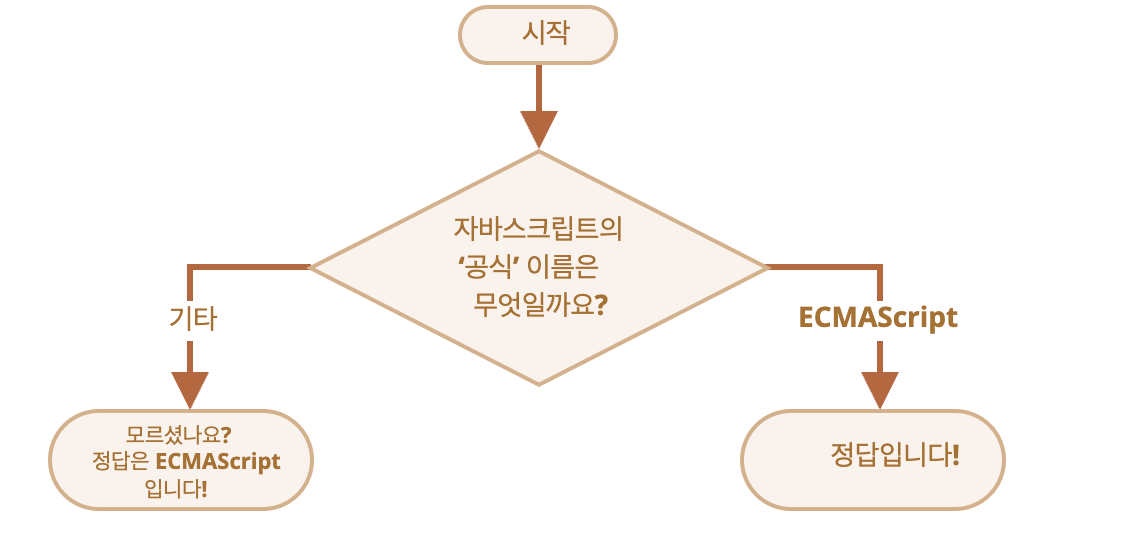 시작
자바스크립트의
‘공식’ 이름은
무엇일까요?
기타
ECMAScript
모르셨나요?
정답은 ECMAScript
입니다!
정답입니다!